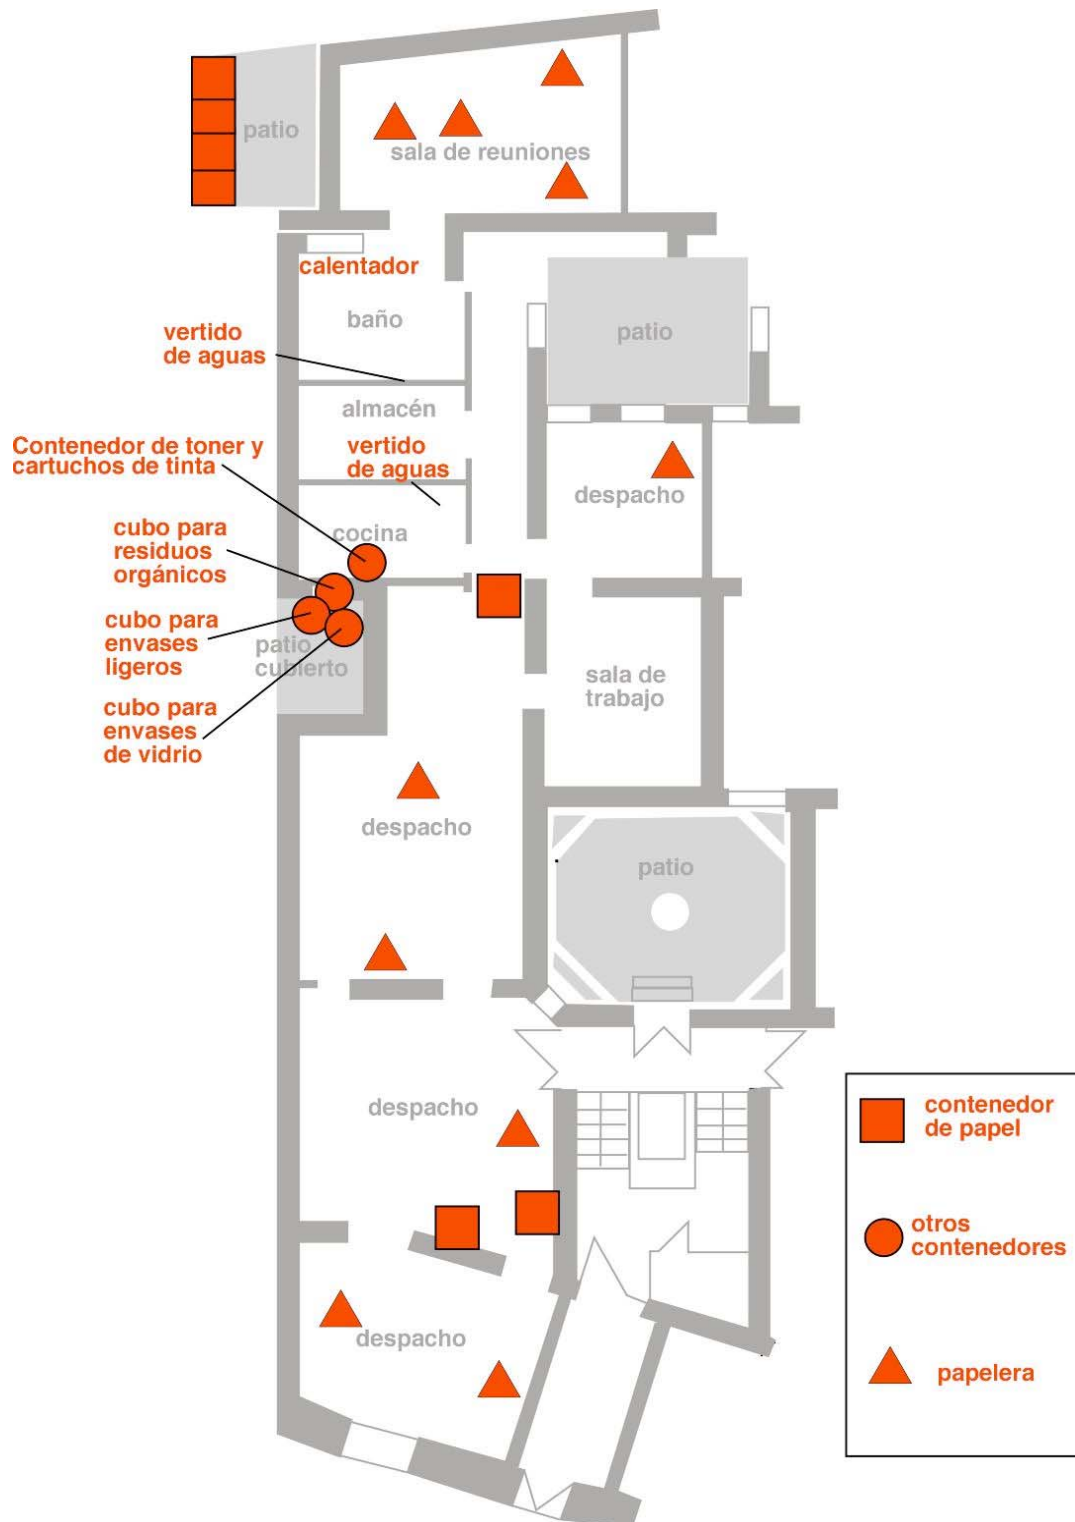 patio
sala de reuniones
calentador
baño
patio
vertido
de aguas
almacén
Contenedor de toner y
cartuchos de tinta
vertido
de aguas
despacho
cubo para
residuos
orgánicos
cocina
cubo para
envases
ligeros
patio
cubierto
sala de
trabajo
cubo para
envases
de vidrio
despacho
patio
despacho
despacho
contenedor
de papel
otros
contenedores
papelera